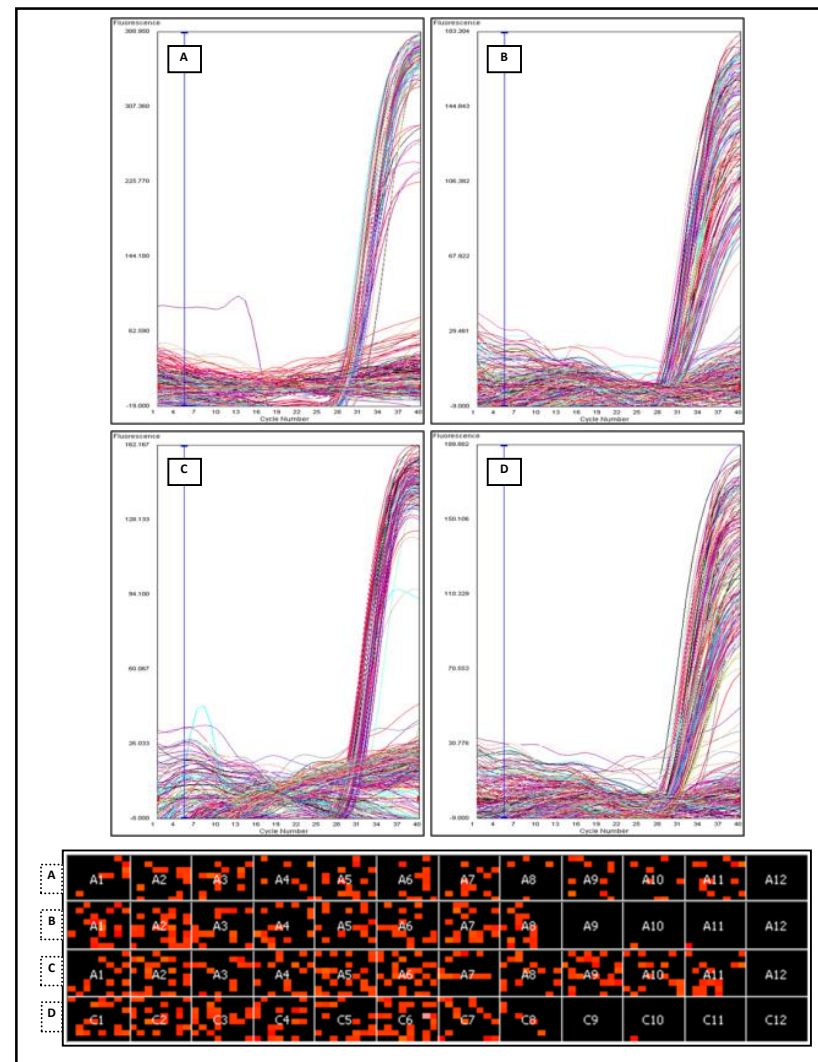 Fluorescence
388.950
A
307.360
225.770
144.180
62.590
-19.000
1 4 7 10 13 16 19 22 25 28 31 34 37 40
Cycle Number
Fluorescence
183.304
B
144.843
106.382
67.922
29.461
-9.000
1 4 7 10 13 16 19 22 25 28 31 34 37 40
Cycle Number
Fluorescence
162.167
C
128.133
94.100
60.067
26.033
-8.000
1 4 7 10 13 16 19 22 25 28 31 34 37 40
Cycle Number
Fluorescence
D
150.106
110.329
70.553
30.776
-9.000
1 4 7 10 13 16 19 22 25 28 31 34 37 40
Cycle Number
A A1 A2 A3 A4 A5 A6 A7 A8 A9 A10 A11 A12
B A1 A2 A3 A4 A5 A6 A7 A8 A9 A10 A11 A12
C A1 A2 A3 A4 A5 A6 A7 A8 A9 A10 A11 A12
D C1 C2 C3 C4 C5 C6 C7 C8 C9 C10 C11 C12